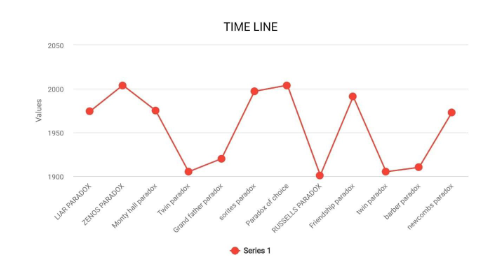 TIME LINE
2050
2000
1950
1900
Values
LIAR PARADOX
ZENOS PARADOX
Monty hall paradox
Twin paradox
Grand father paradox
sorites paradox
Paradox of choice
RUSSELLS PARADOX
Friendship paradox
twin paradox
barber paradox
newcombs paradox
Series 1